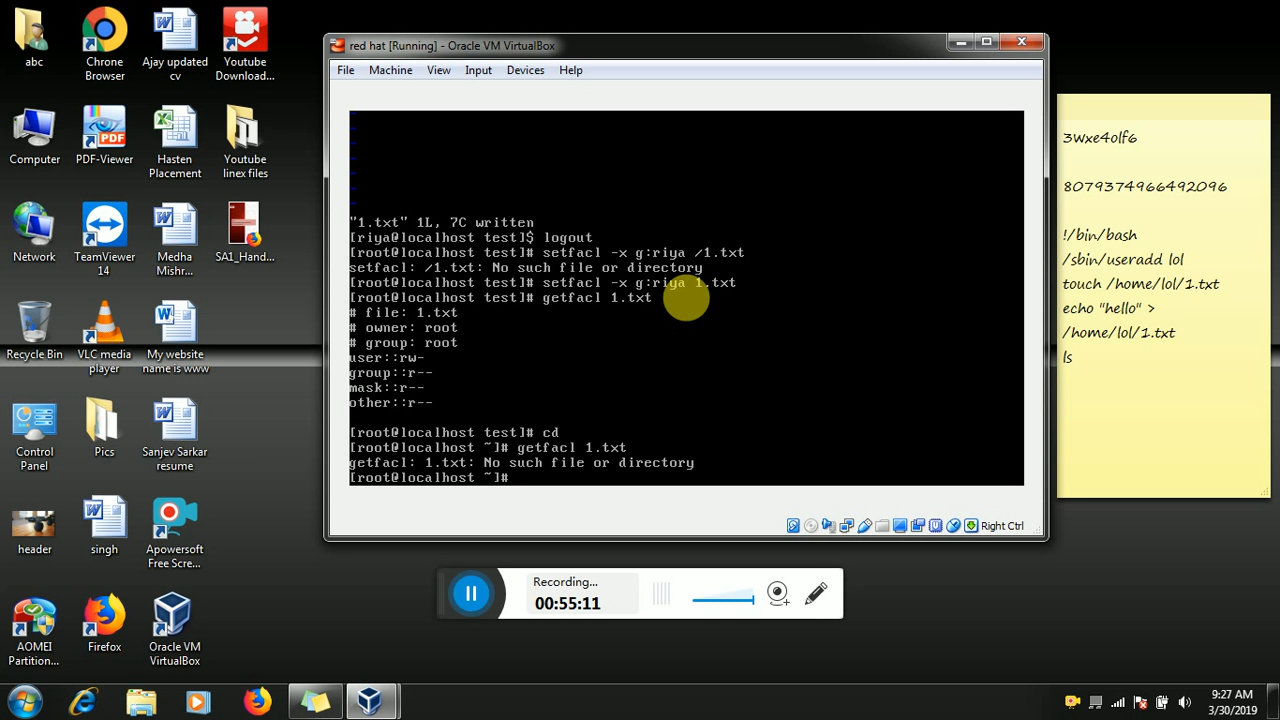 abc
Chrome
Browser
Ajay updated
cv
Youtube
Download...
Computer
PDF-Viewer
Hasten
Placement
Youtube
linex files
Network
TeamViewer
14
Medha
Mishr...
SA1_Hand...
Recycle Bin
VLC media
player
My website
name is www
Control
Panel
Pics
Sanjev Sarkar
resume
header
singh
Apowersoft
Free Scre...
AOMEI
Partition...
Firefox
Oracle VM
VirtualBox
red hat [Running] - Oracle VM VirtualBox
File Machine View Input Devices Help
"1.txt" 1L, 7C written
[riya@localhost test]$ logout
[root@localhost test]# setfacl -x g:riya /1.txt
setfacl: /1.txt: No such file or directory
[root@localhost test]# setfacl -x g:riya 1.txt
[root@localhost test]# getfacl 1.txt
# file: 1.txt
# owner: root
# group: root
user::rw-
group::r--
mask::r--
other::r--
[root@localhost test]# cd
[root@localhost ~]# getfacl 1.txt
getfacl: 1.txt: No such file or directory
[root@localhost ~]#
Right Ctrl
3Wxe4olf6
8079374966492096
!/bin/bash
/sbin/useradd lol
touch /home/lol/1.txt
echo "hello" >
/home/lol/1.txt
ls
Recording...
00:55:11
9:27 AM
3/30/2019